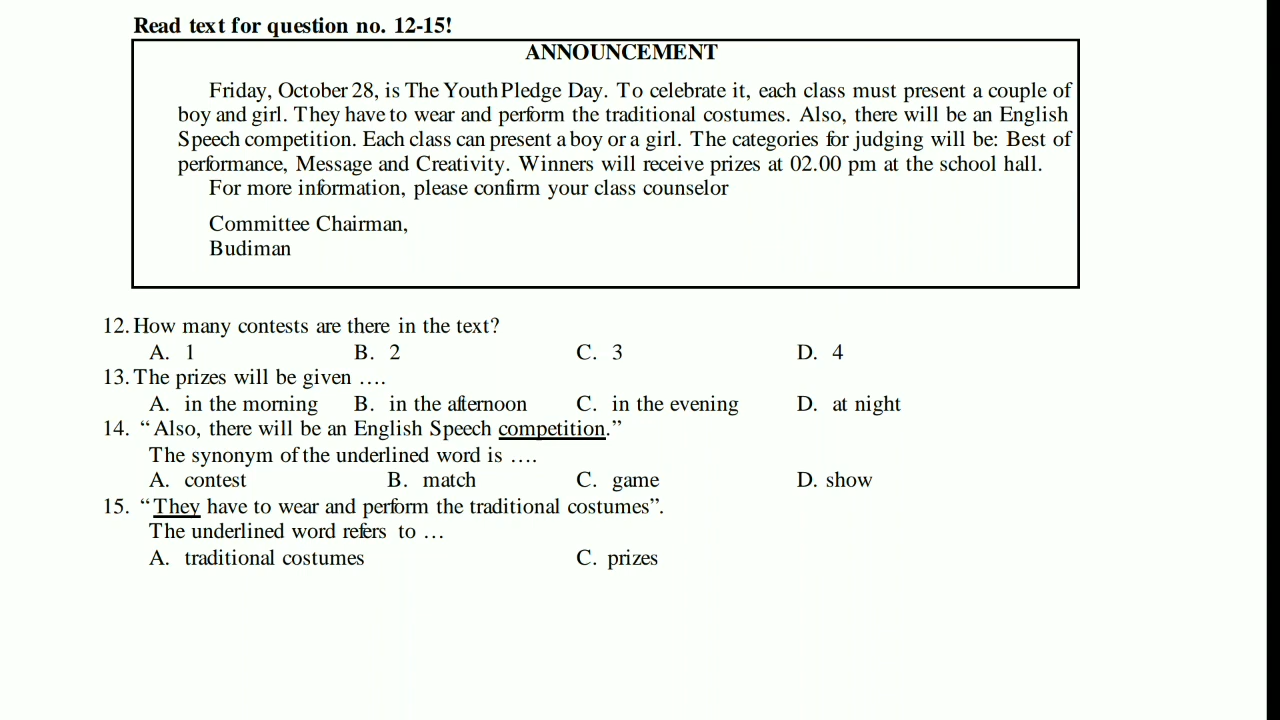 Read text for question no. 12-15!
ANNOUNCEMENT
Friday, October 28, is The Youth Pledge Day. To celebrate it, each class must present a couple of
boy and girl. They have to wear and perform the traditional costumes. Also, there will be an English
Speech competition. Each class can present a boy or a girl. The categories for judging will be: Best of
performance, Message and Creativity. Winners will receive prizes at 02.00 pm at the school hall.
For more information, please confirm your class counselor
Committee Chairman,
Budiman
12. How many contests are there in the text?
A. 1 B. 2 C. 3 D. 4
13. The prizes will be given ….
A. in the morning B. in the afternoon C. in the evening D. at night
14. “Also, there will be an English Speech competition.”
The synonym of the underlined word is ….
A. contest B. match C. game D. show
15. “They have to wear and perform the traditional costumes”.
The underlined word refers to …
A. traditional costumes C. prizes